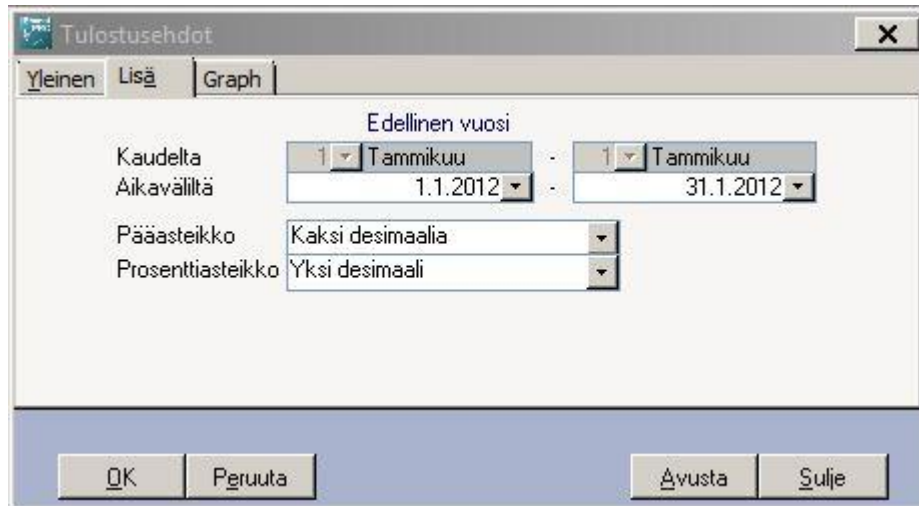 Tulostusehdot
Yleinen Lisä Graph
Edellinen vuosi
Kaudelta 1 Tammikuu - 1 Tammikuu
Aikaväliltä 1.1.2012 - 31.1.2012
Pääasteikko Kaksi desimaalia
Prosenttiasteikko Yksi desimaali
OK Peruuta Avusta Sulje